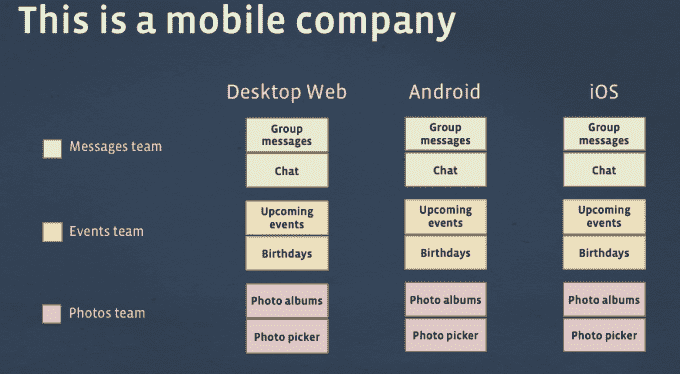 This is a mobile company
Desktop Web Android iOS
Messages team
Group
messages
Chat
Group
messages
Chat
Group
messages
Chat
Events team
Upcoming
events
Birthdays
Upcoming
events
Birthdays
Upcoming
events
Birthdays
Photos team
Photo albums
Photo picker
Photo albums
Photo picker
Photo albums
Photo picker